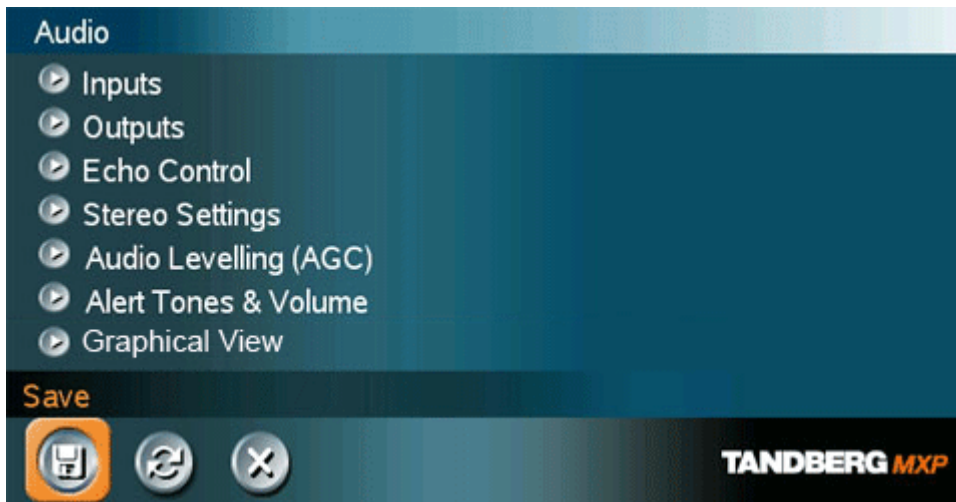 Audio
Inputs
Outputs
Echo Control
Stereo Settings
Audio Levelling (AGC)
Alert Tones & Volume
Graphical View
Save
TANDBERG MXP